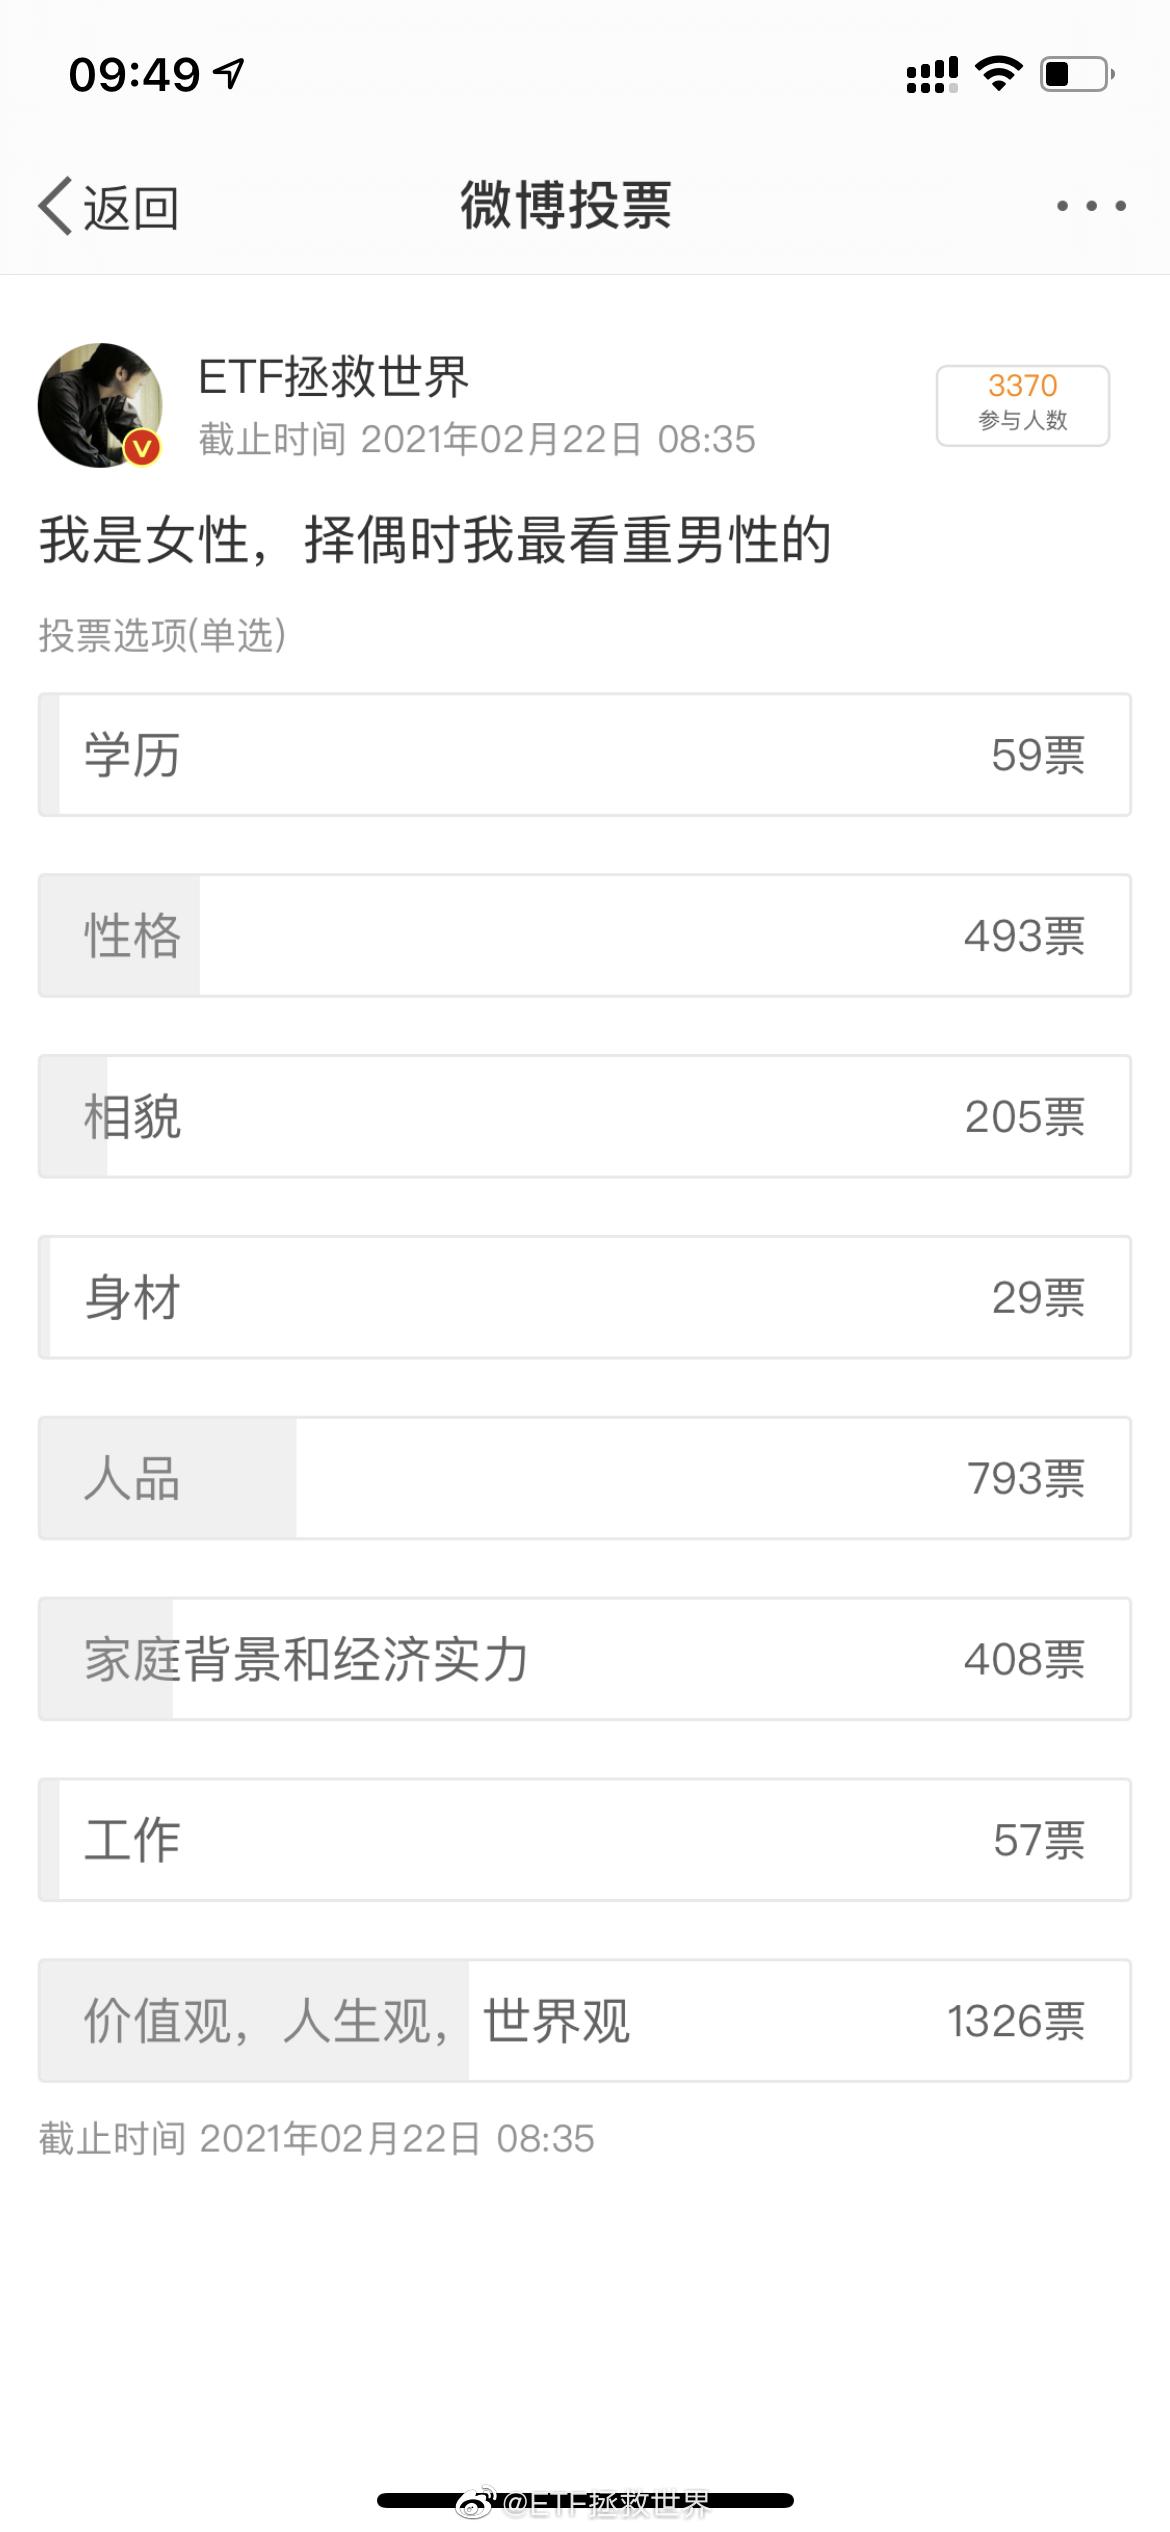 09:49
返回
微博投票
ETF拯救世界
截止时间 2021年02月22日 08:35
3370
参与人数
我是女性，择偶时我最看重男性的
投票选项(单选)
学历 59票
性格 493票
相貌 205票
身材 29票
人品 793票
家庭背景和经济实力 408票
工作 57票
价值观，人生观，世界观 1326票
截止时间 2021年02月22日 08:35
@ETF拯救世界